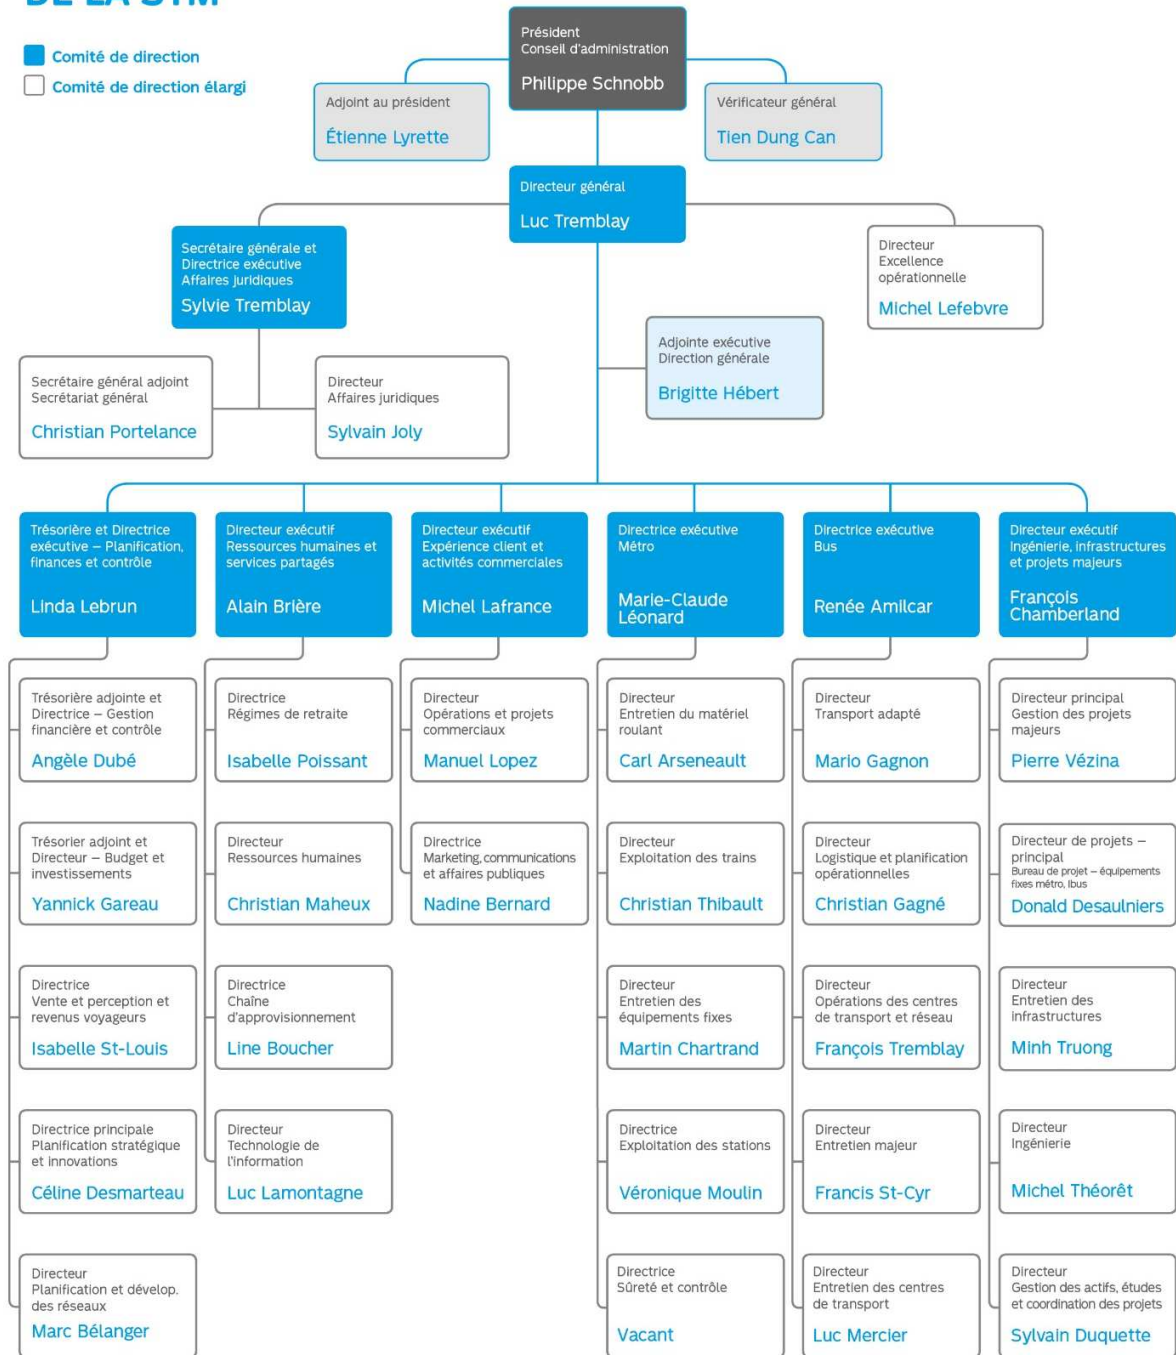 DE LA STM
Comité de direction
Comité de direction élargi
Président
Conseil d'administration
Philippe Schnobb
Adjoint au président
Étienne Lyrette
Vérificateur général
Tien Dung Can
Directeur général
Luc Tremblay
Secrétaire générale et
Directrice exécutive
Affaires juridiques
Sylvie Tremblay
Directeur
Excellence
opérationnelle
Michel Lefebvre
Adjointe exécutive
Direction générale
Brigitte Hébert
Secrétaire général adjoint
Secrétariat général
Christian Portelance
Directeur
Affaires juridiques
Sylvain Joly
Trésorière et Directrice
exécutive – Planification,
finances et contrôle
Linda Lebrun
Directeur exécutif
Ressources humaines et
services partagés
Alain Brière
Directeur exécutif
Expérience client et
activités commerciales
Michel Lafrance
Directrice exécutive
Métro
Marie-Claude
Léonard
Directrice exécutive
Bus
Renée Amilcar
Directeur exécutif
Ingénierie, infrastructures
et projets majeurs
François
Chamberland
Trésorière adjointe et
Directrice – Gestion
financière et contrôle
Angèle Dubé
Directrice
Régimes de retraite
Isabelle Poissant
Directeur
Opérations et projets
commerciaux
Manuel Lopez
Directeur
Entretien du matériel
roulant
Carl Arseneault
Directeur
Transport adapté
Mario Gagnon
Directeur principal
Gestion des projets
majeurs
Pierre Vézina
Trésorier adjoint et
Directeur – Budget et
investissements
Yannick Gareau
Directeur
Ressources humaines
Christian Maheux
Directrice
Marketing, communications
et affaires publiques
Nadine Bernard
Directeur
Exploitation des trains
Christian Thibault
Directeur
Logistique et planification
opérationnelles
Christian Gagné
Directeur de projets –
principal
Bureau de projet – équipements
fixes métro, Ibus
Donald Desaulniers
Directrice
Vente et perception et
revenus voyageurs
Isabelle St-Louis
Directrice
Chaîne
d'approvisionnement
Line Boucher
Directeur
Entretien des
équipements fixes
Martin Chartrand
Directeur
Opérations des centres
de transport et réseau
François Tremblay
Directeur
Entretien des
infrastructures
Minh Truong
Directrice principale
Planification stratégique
et innovations
Céline Desmarteau
Directeur
Technologie de
l'information
Luc Lamontagne
Directrice
Exploitation des stations
Véronique Moulin
Directeur
Entretien majeur
Francis St-Cyr
Directeur
Ingénierie
Michel Théorêt
Directeur
Planification et dévelop.
des réseaux
Marc Bélanger
Directrice
Sûreté et contrôle
Vacant
Directeur
Entretien des centres
de transport
Luc Mercier
Directeur
Gestion des actifs, études
et coordination des projets
Sylvain Duquette